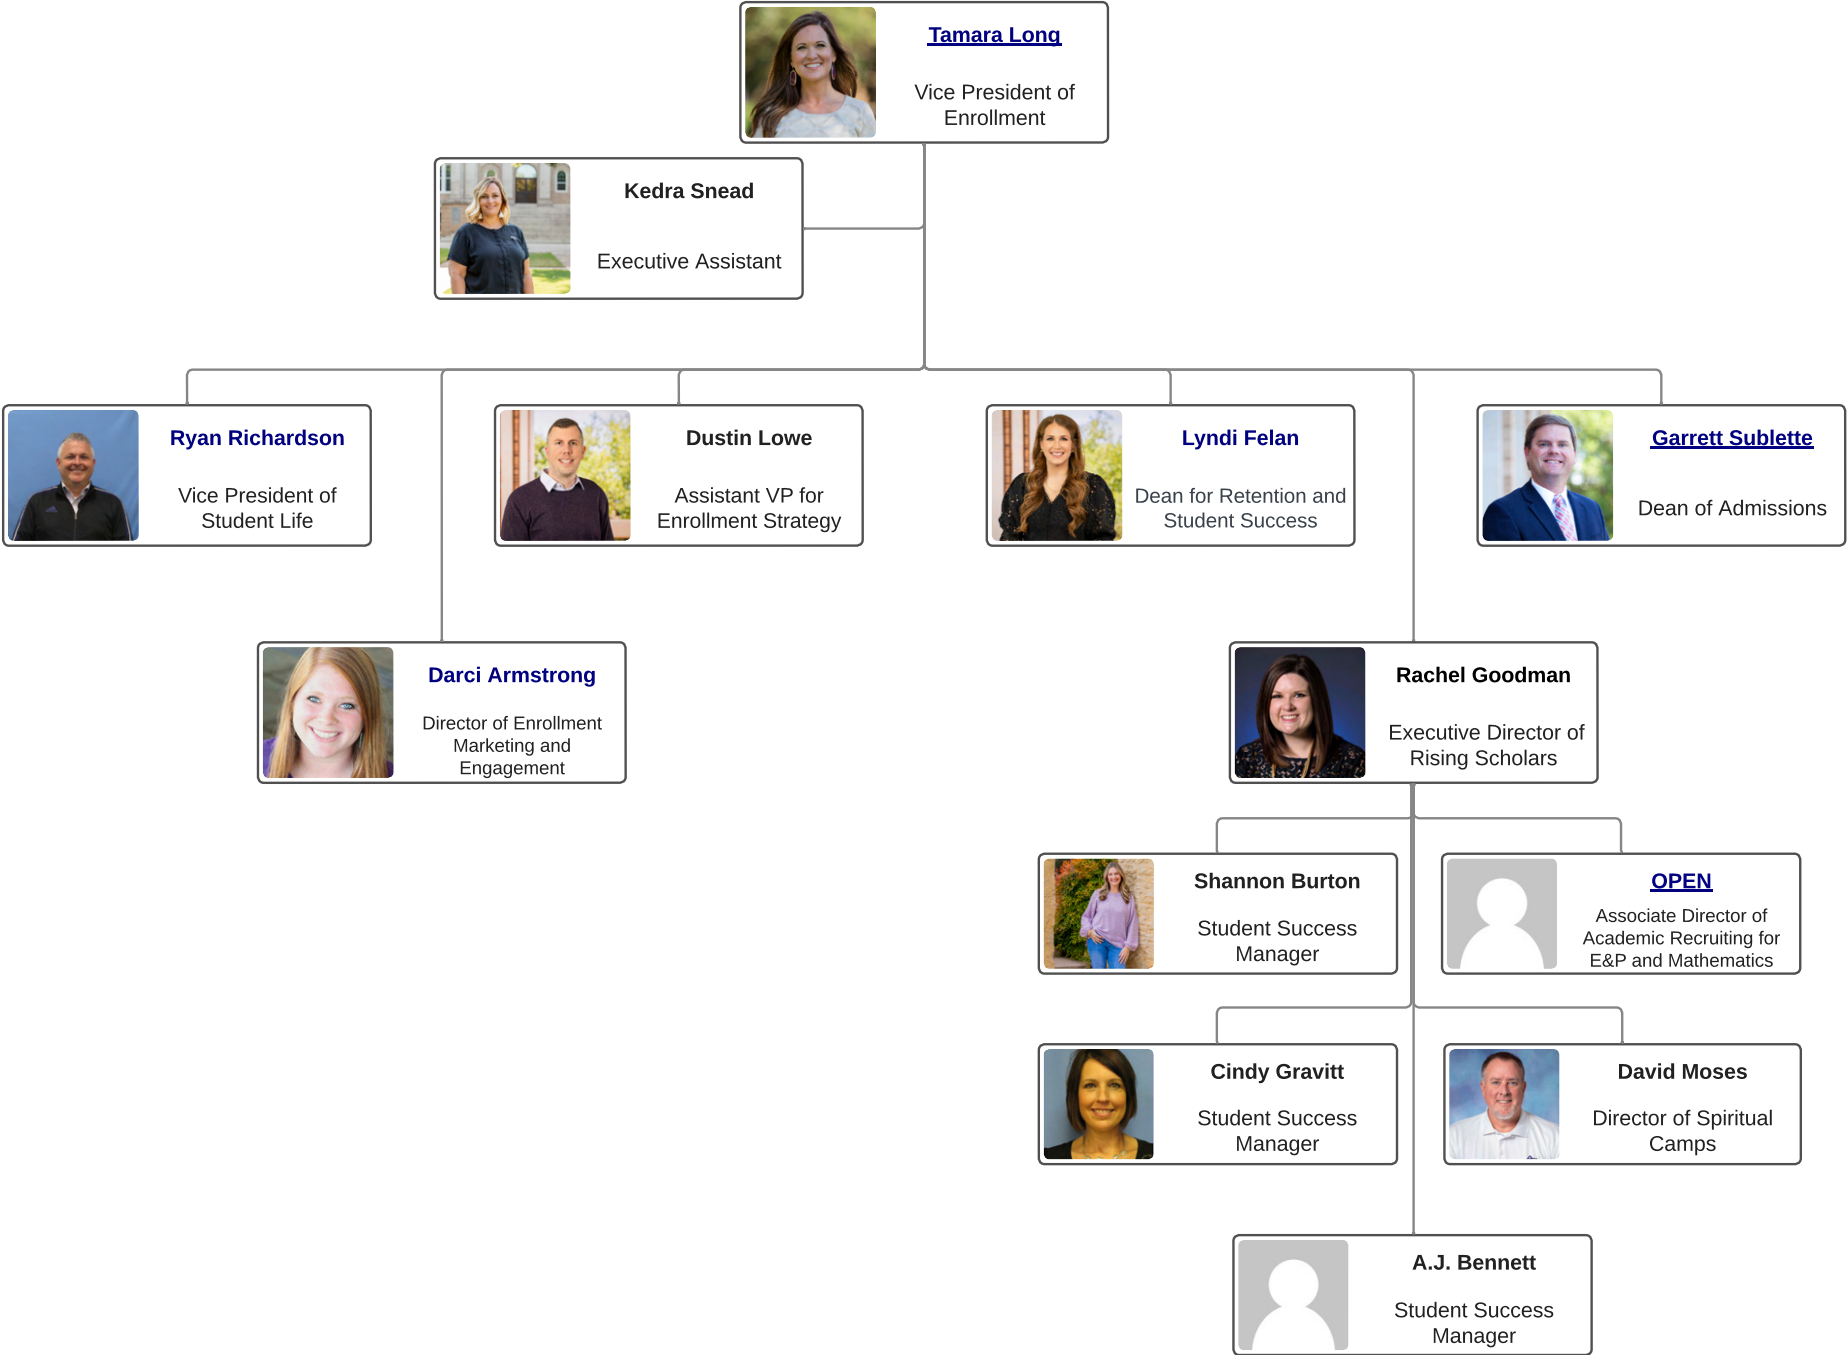 Tamara Long
Vice President of
Enrollment
Kedra Snead
Executive Assistant
Ryan Richardson
Vice President of
Student Life
Dustin Lowe
Assistant VP for
Enrollment Strategy
Lyndi Felan
Dean for Retention and
Student Success
Garrett Sublette
Dean of Admissions
Darci Armstrong
Director of Enrollment
Marketing and
Engagement
Rachel Goodman
Executive Director of
Rising Scholars
Shannon Burton
Student Success
Manager
OPEN
Associate Director of
Academic Recruiting for
E&P and Mathematics
Cindy Gravitt
Student Success
Manager
David Moses
Director of Spiritual
Camps
A.J. Bennett
Student Success
Manager